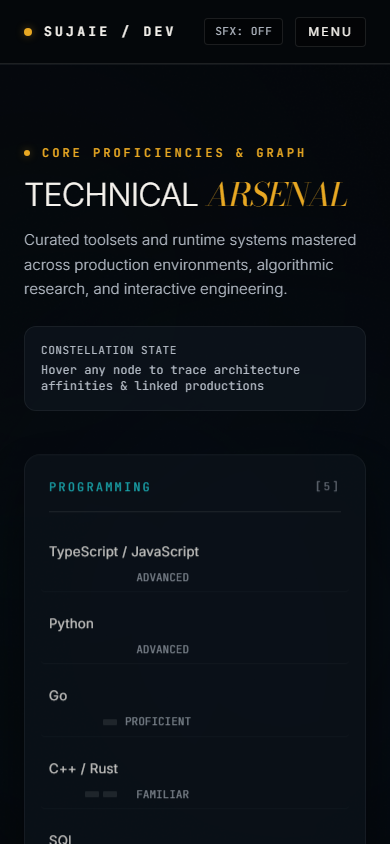 SUJAIE / DEV
SFX: OFF
MENU
CORE PROFICIENCIES & GRAPH
TECHNICAL ARSENAL
Curated toolsets and runtime systems mastered
across production environments, algorithmic
research, and interactive engineering.
CONSTELLATION STATE
Hover any node to trace architecture
affinities & linked productions
PROGRAMMING
[5]
TypeScript / JavaScript
ADVANCED
Python
ADVANCED
Go
PROFICIENT
C++ / Rust
FAMILIAR
SQL